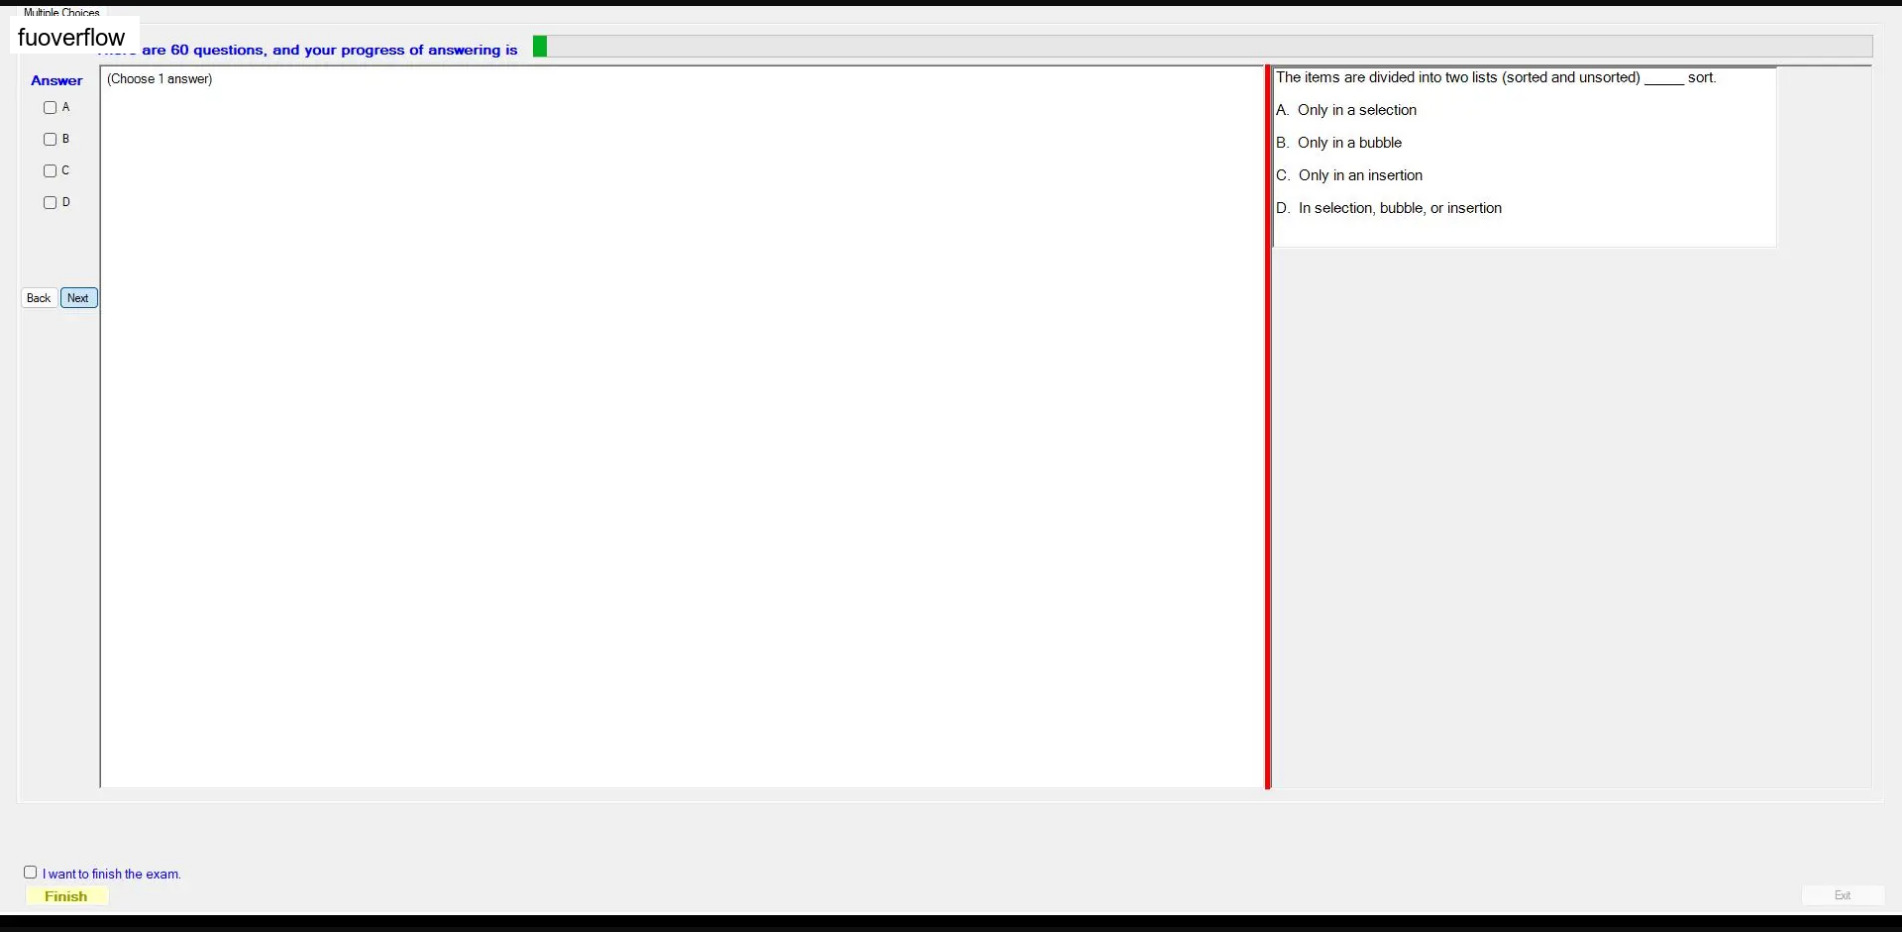 Multiple Choices
fuoverflow
are 60 questions, and your progress of answering is
Answer
(Choose 1 answer)
A
B
C
D
Back Next
The items are divided into two lists (sorted and unsorted) _____ sort.
A. Only in a selection
B. Only in a bubble
C. Only in an insertion
D. In selection, bubble, or insertion
I want to finish the exam.
Finish
Exit